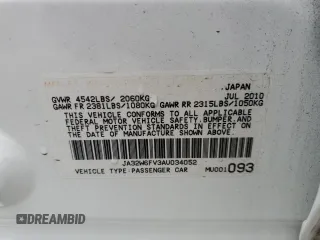 JAPAN
GVWR 4542LBS/ 2060KG JUL 2010
GAWR FR 2381LBS/1080KG GAWR RR 2315LBS/1050KG
THIS VEHICLE CONFORMS TO ALL APPLICABLE
FEDERAL MOTOR VEHICLE SAFETY,
BUMPER, AND THEFT PREVENTION STANDARDS
IN EFFECT ON THE DATE OF MANUFACTURE
SHOWN ABOVE.
JA32W6FV3AU034052
VEHICLE TYPE:PASSENGER CAR MU001093
AUTOBIDCAR